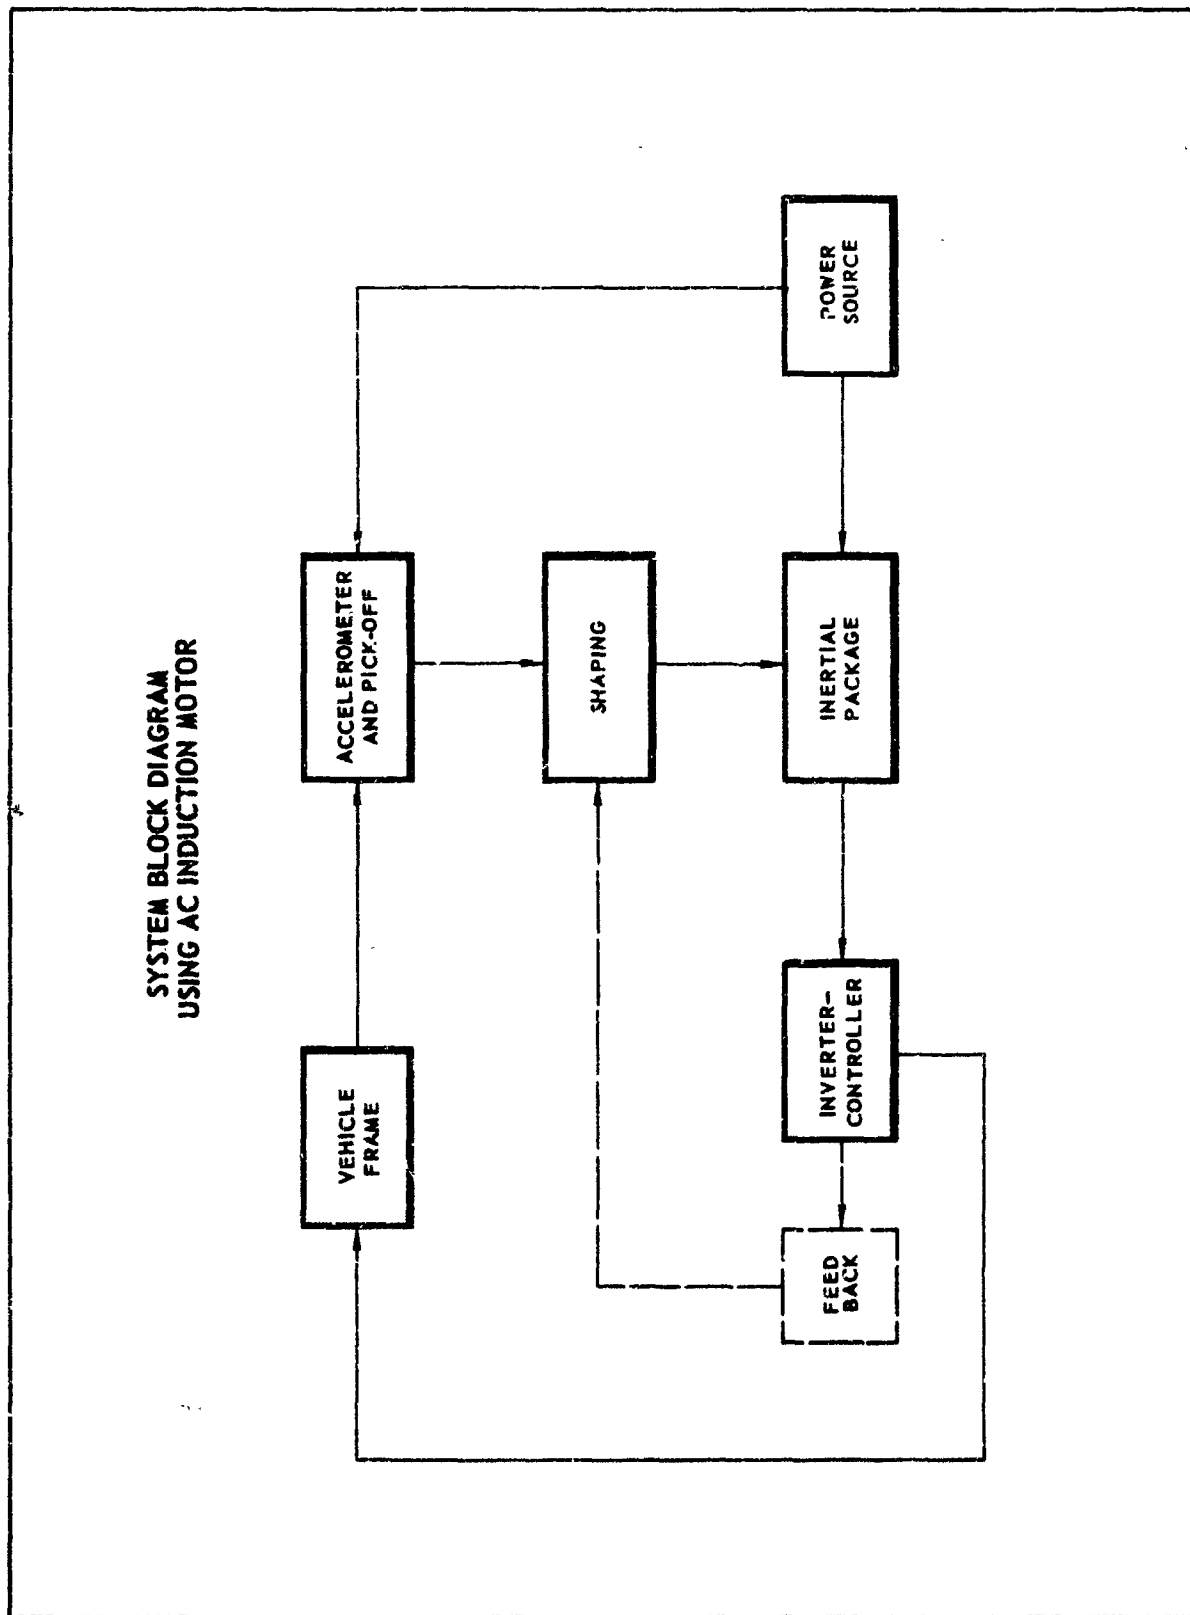 SYSTEM BLOCK DIAGRAM
USING AC INDUCTION MOTOR
VEHICLE
FRAME
ACCELEROMETER
AND PICK-OFF
SHAPING
FEED
BACK
INVERTER-
CONTROLLER
INERTIAL
PACKAGE
POWER
SOURCE